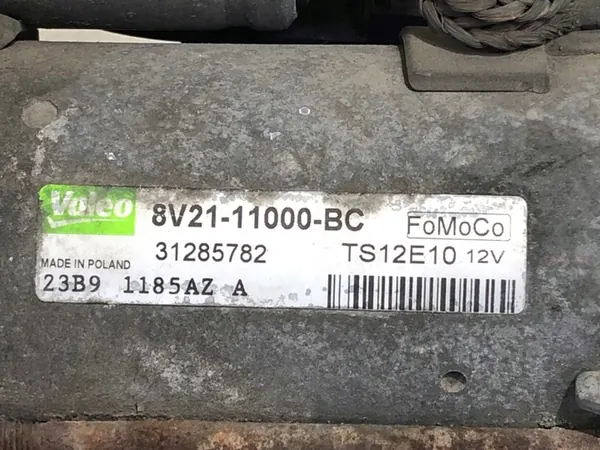 Valeo 8V21-11000-BC FoMoCo
31285782 TS12E10 12V
MADE IN POLAND
23B9 1185AZ A